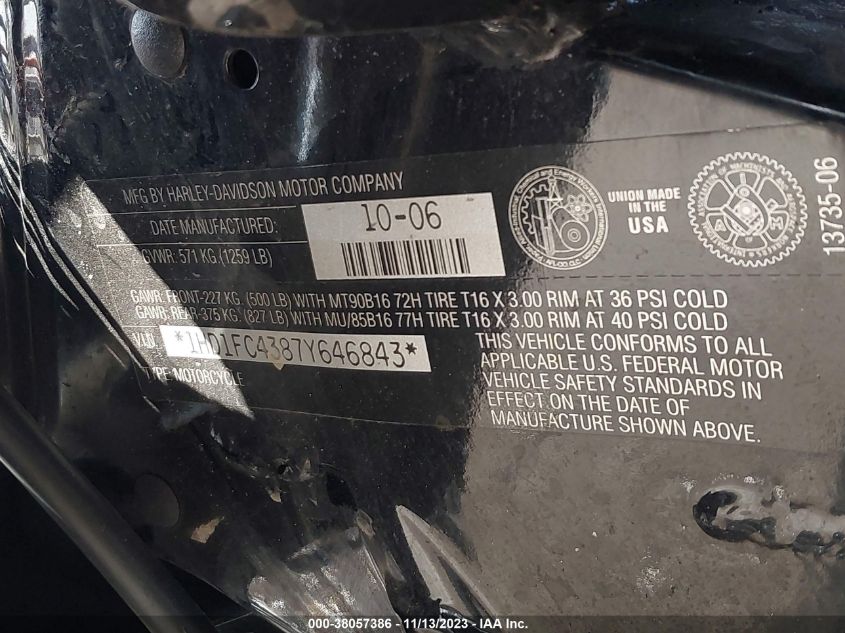 MFG BY HARLEY-DAVIDSON MOTOR COMPANY
DATE MANUFACTURED: 10-06
GVWR: 571 KG (1259 LB)
UNION MADE
IN THE
USA
13735-06
GAWR: FRONT-227 KG. (500 LB) WITH MT90B16 72H TIRE T16 X 3.00 RIM AT 36 PSI COLD
GAWR: REAR-375 KG. (827 LB) WITH MU/85B16 77H TIRE T16 X 3.00 RIM AT 40 PSI COLD
V.I.N. *1HD1FC4387Y646843*
TYPE MOTORCYCLE
THIS VEHICLE CONFORMS TO ALL
APPLICABLE U.S. FEDERAL MOTOR
VEHICLE SAFETY STANDARDS IN
EFFECT ON THE DATE OF
MANUFACTURE SHOWN ABOVE.
000-38057386 - 11/13/2023 - IAA Inc.